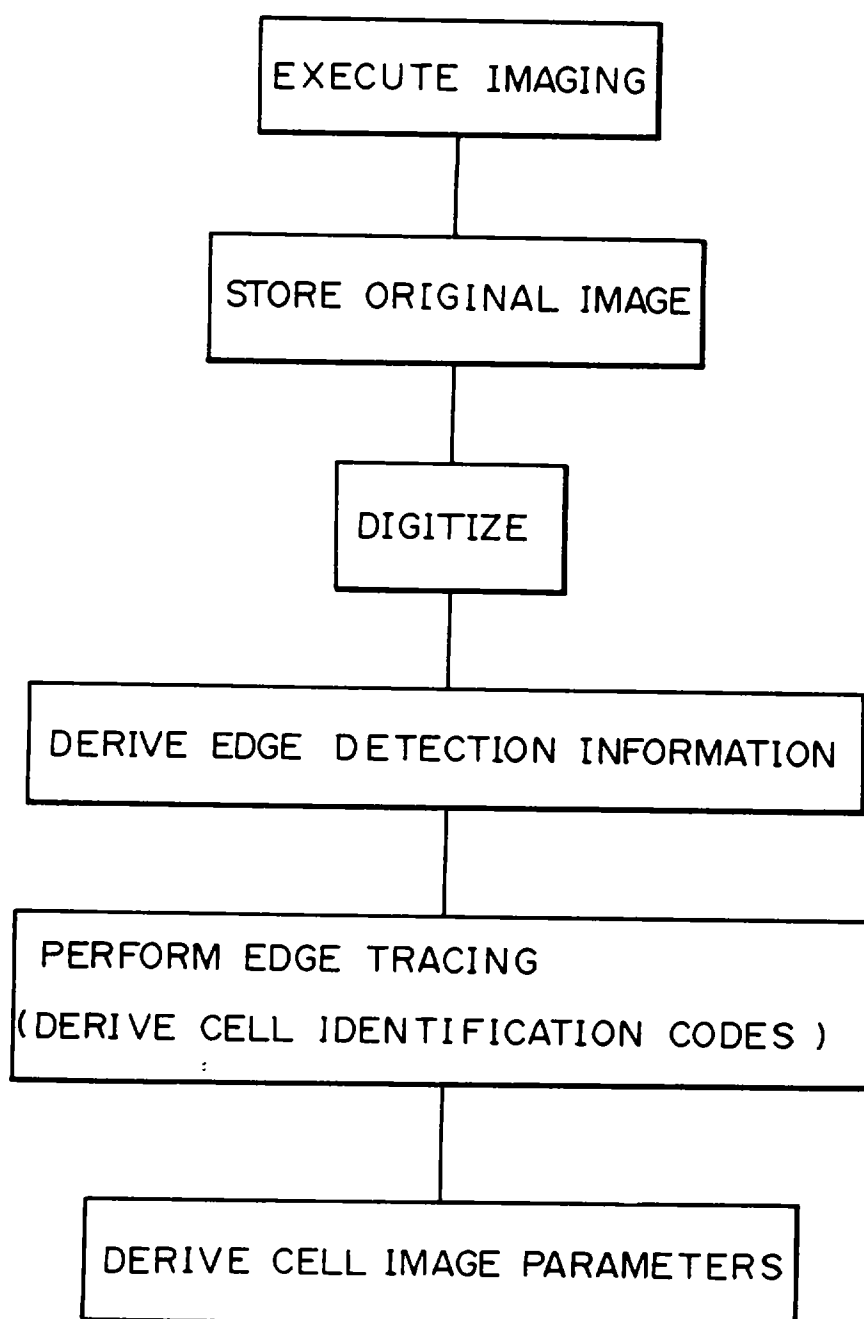 EXECUTE IMAGING
STORE ORIGINAL IMAGE
DIGITIZE
DERIVE EDGE DETECTION INFORMATION
PERFORM EDGE TRACING
(DERIVE CELL IDENTIFICATION CODES)
DERIVE CELL IMAGE PARAMETERS